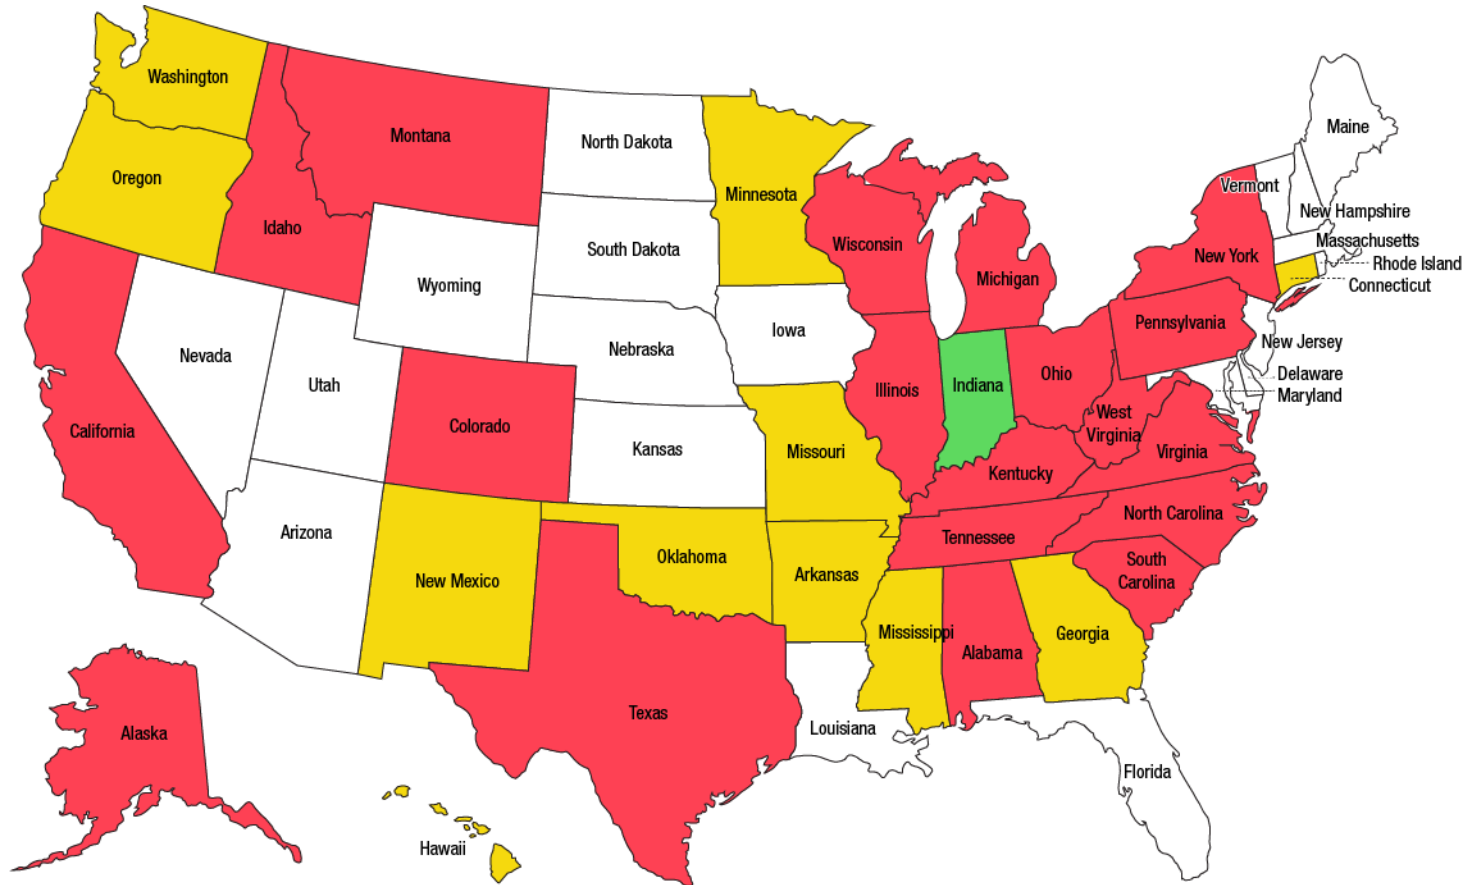 Washington
Oregon
Idaho
Montana
North Dakota
Minnesota
South Dakota
Wyoming
Nebraska
Iowa
Wisconsin
Michigan
Maine
Vermont
New Hampshire
Massachusetts
New York
Rhode Island
Connecticut
Pennsylvania
New Jersey
Delaware
Maryland
Nevada
Utah
California
Colorado
Kansas
Missouri
Illinois
Indiana
Ohio
West
Virginia
Virginia
Kentucky
North Carolina
Tennessee
South
Carolina
Arizona
New Mexico
Oklahoma
Arkansas
Mississippi
Alabama
Georgia
Texas
Louisiana
Florida
Alaska
Hawaii